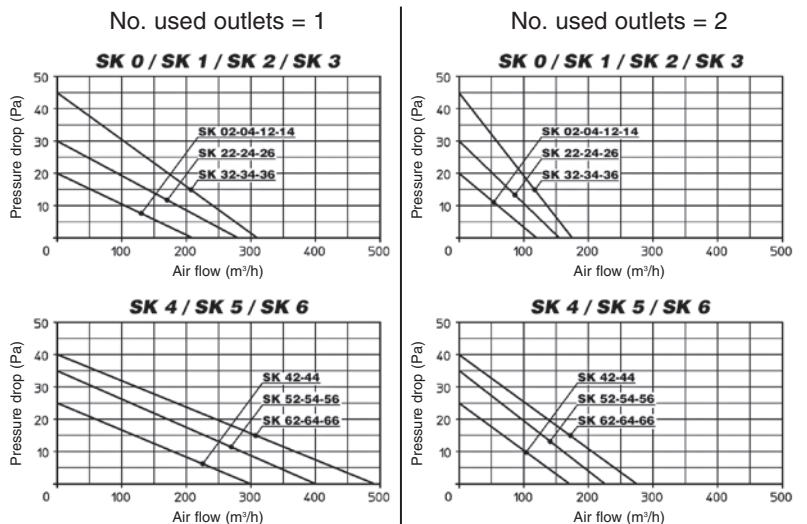 No. used outlets = 1
SK 0 / SK 1 / SK 2 / SK 3
Pressure drop (Pa)
50
40
30
20
10
0
SK 02-04-12-14
SK 22-24-26
SK 32-34-36
100
200
300
400
500
Air flow (m³/h)
SK 4 / SK 5 / SK 6
Pressure drop (Pa)
50
40
30
20
10
0
SK 42-44
SK 52-54-56
SK 62-64-66
100
200
300
400
500
Air flow (m³/h)
No. used outlets = 2
SK 0 / SK 1 / SK 2 / SK 3
Pressure drop (Pa)
50
40
30
20
10
0
SK 02-04-12-14
SK 22-24-26
SK 32-34-36
100
200
300
400
500
Air flow (m³/h)
SK 4 / SK 5 / SK 6
Pressure drop (Pa)
50
40
30
20
10
0
SK 42-44
SK 52-54-56
SK 62-64-66
100
200
300
400
500
Air flow (m³/h)